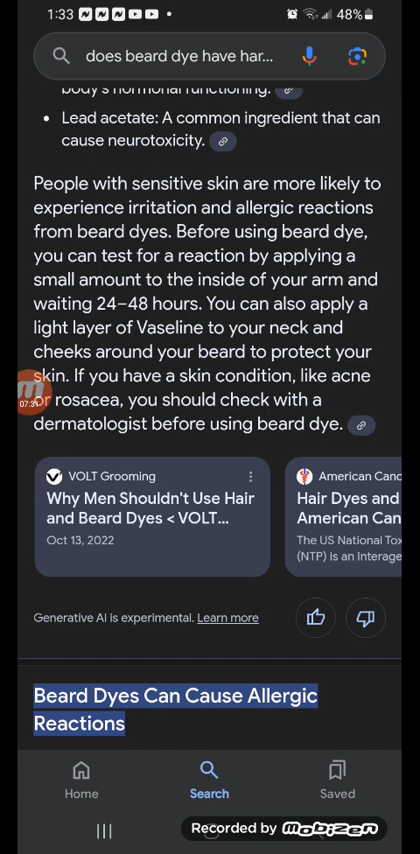 1:33
48%
does beard dye have har...
body's hormonal functioning.
• Lead acetate: A common ingredient that can
cause neurotoxicity.
People with sensitive skin are more likely to
experience irritation and allergic reactions
from beard dyes. Before using beard dye,
you can test for a reaction by applying a
small amount to the inside of your arm and
waiting 24–48 hours. You can also apply a
light layer of Vaseline to your neck and
cheeks around your beard to protect your
skin. If you have a skin condition, like acne
or rosacea, you should check with a
dermatologist before using beard dye.
07:31
VOLT Grooming
Why Men Shouldn't Use Hair
and Beard Dyes < VOLT...
Oct 13, 2022
American Canc
Hair Dyes and
American Can
The US National Tox
(NTP) is an interage
Generative AI is experimental. Learn more
Beard Dyes Can Cause Allergic
Reactions
Home
Search
Saved
Recorded by mobizen